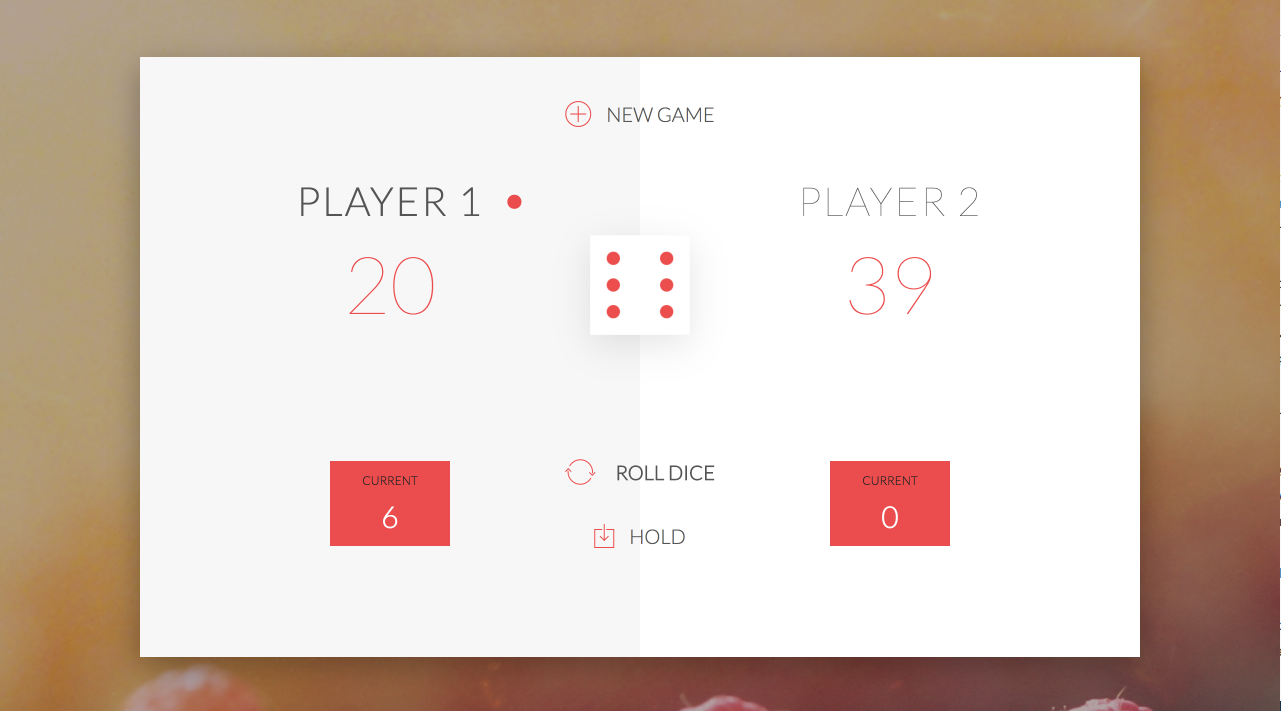 NEW GAME
PLAYER 1
PLAYER 2
20
39
CURRENT
6
ROLL DICE
HOLD
CURRENT
0